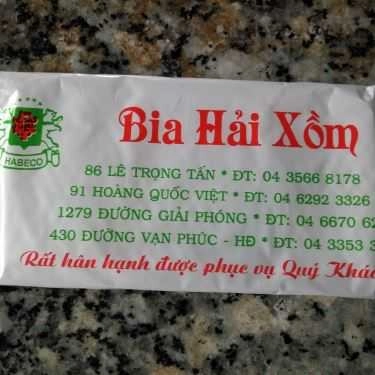 HABECO
Bia Hải Xồm
86 LÊ TRỌNG TẤN * ĐT: 04 3566 8178
91 HOÀNG QUỐC VIỆT * ĐT: 04 6292 3326
1279 ĐƯỜNG GIẢI PHÓNG * ĐT: 04 6670 62
430 ĐƯỜNG VẠN PHÚC - HĐ * ĐT: 04 3353 3
Rất hân hạnh được phục vụ Quý Khác